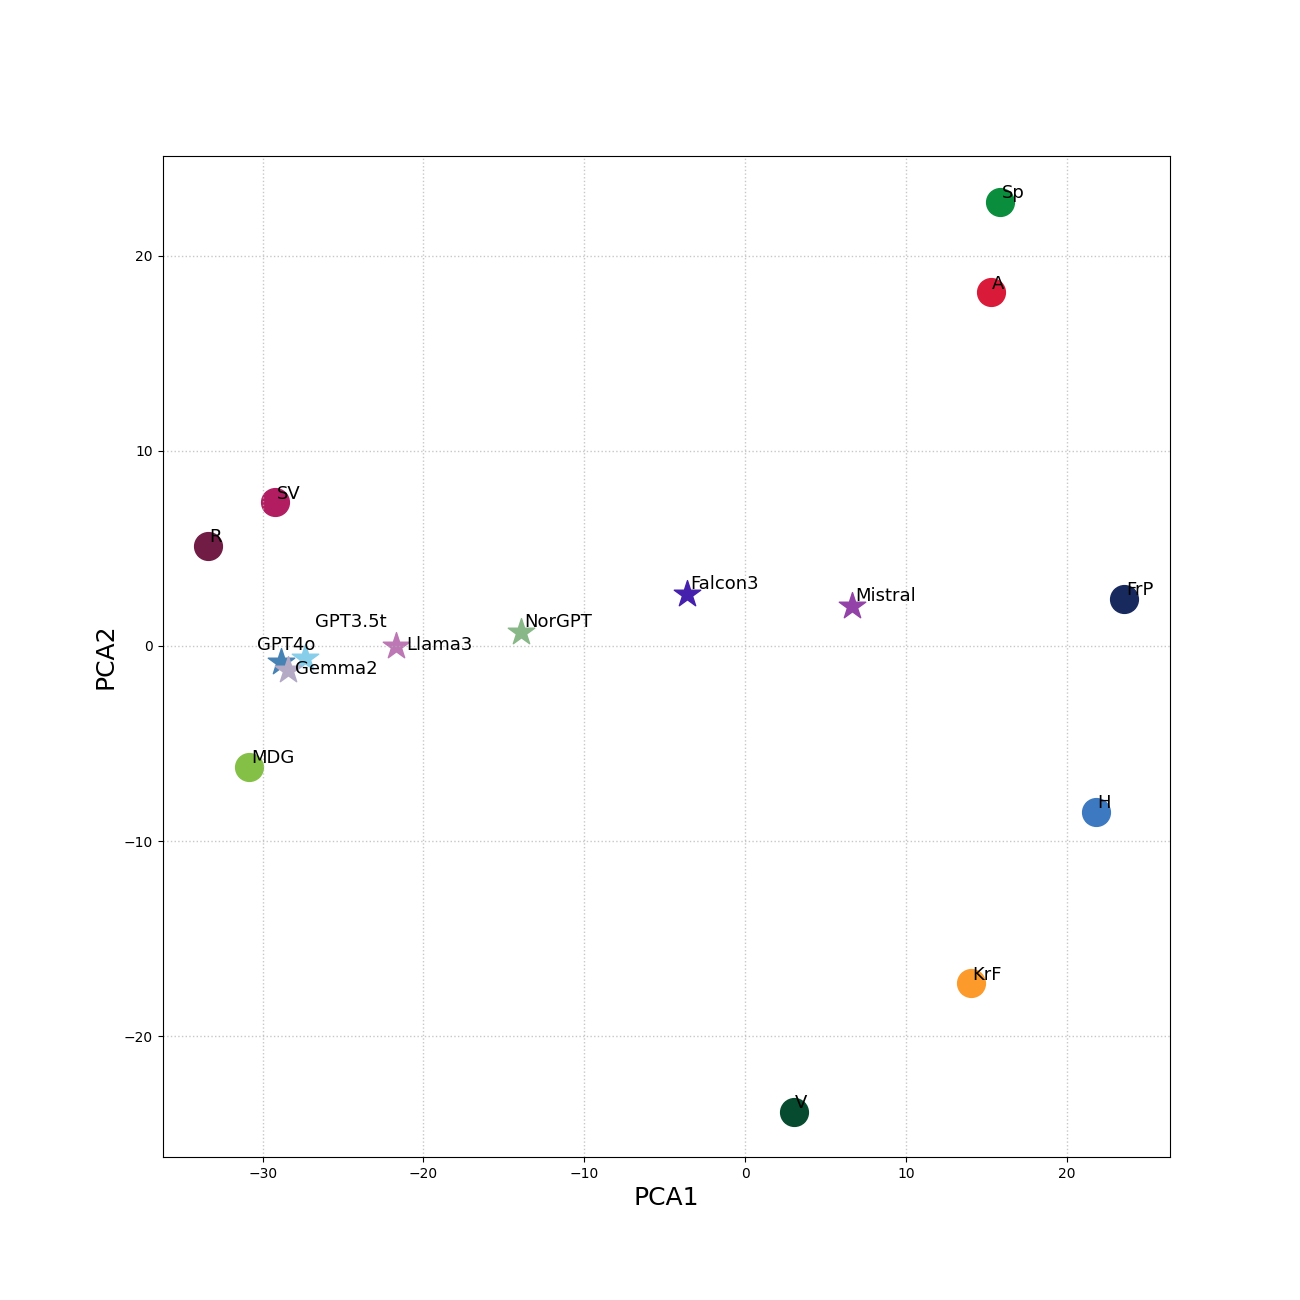 Sp
A
20
10
SV
R
Falcon3
FrP
Mistral
GPT3.5t
NorGPT
GPT4o
Llama3
0
Gemma2
PCA2
MDG
H
−10
KrF
−20
V
−30
−20
−10
0
10
20
PCA1